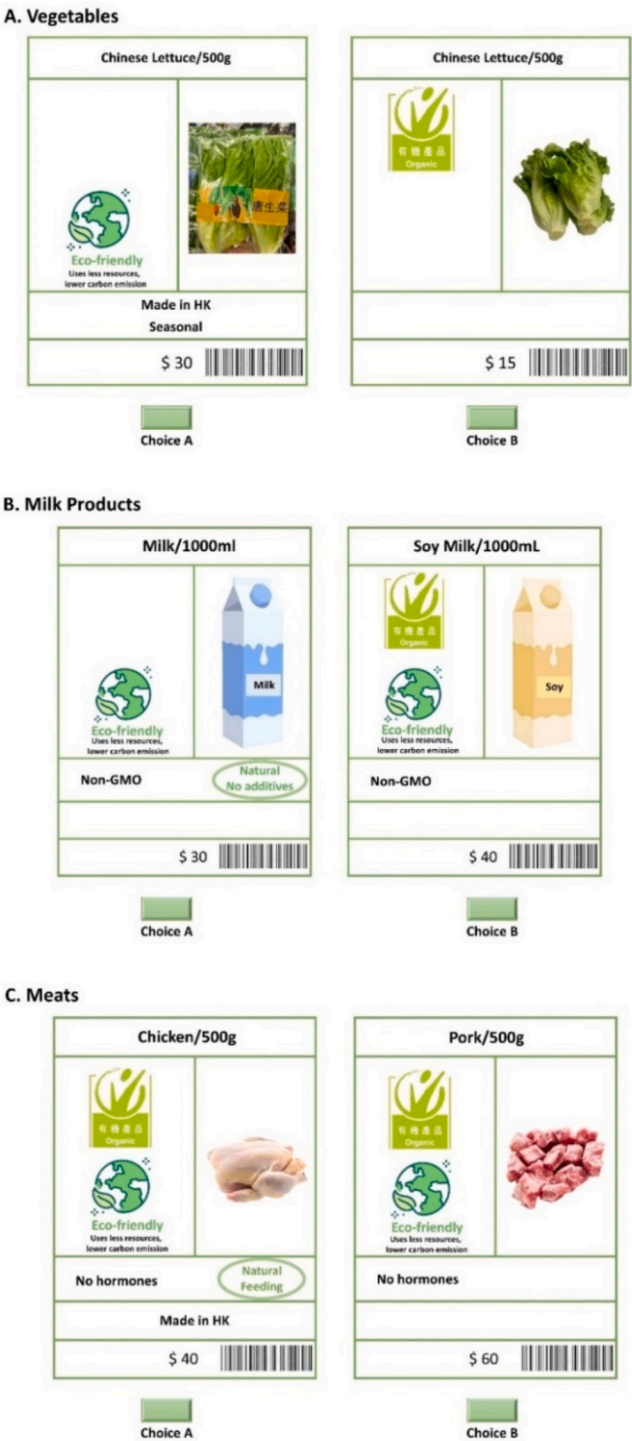 A. Vegetables
Chinese Lettuce/500g
唐生菜
Eco-friendly
Uses less resources,
lower carbon emission
Made in HK
Seasonal
$ 30
Choice A
Chinese Lettuce/500g
有機產品
Organic
$ 15
Choice B
B. Milk Products
Milk/1000ml
Milk
Eco-friendly
Uses less resources,
lower carbon emission
Non-GMO
Natural
No additives
$ 30
Choice A
Soy Milk/1000mL
有機產品
Organic
Soy
Eco-friendly
Uses less resources,
lower carbon emission
Non-GMO
$ 40
Choice B
C. Meats
Chicken/500g
有機產品
Organic
Eco-friendly
Uses less resources,
lower carbon emission
No hormones
Natural
Feeding
Made in HK
$ 40
Choice A
Pork/500g
有機產品
Organic
Eco-friendly
Uses less resources,
lower carbon emission
No hormones
$ 60
Choice B